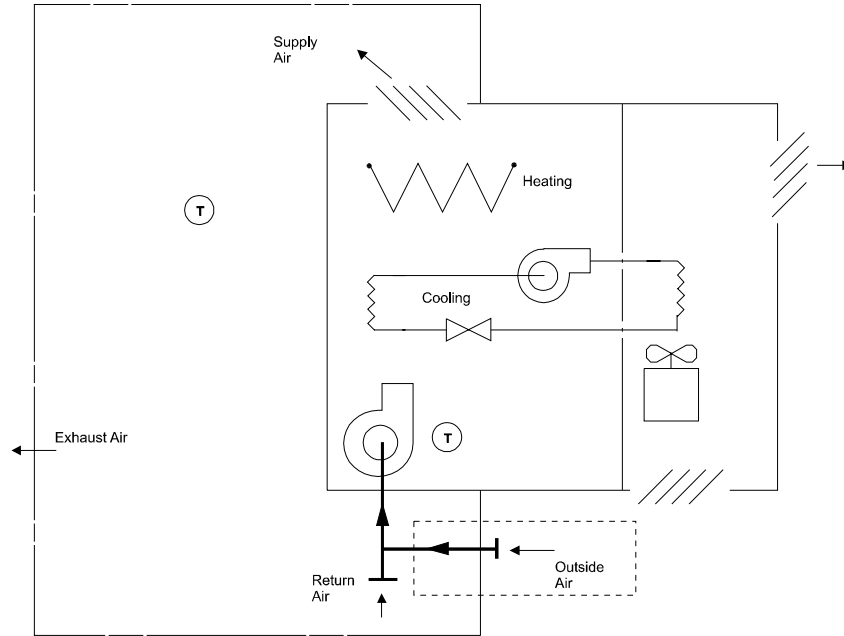 Supply
Air
Heating
T
Cooling
Exhaust Air
T
Outside
Air
Return
Air